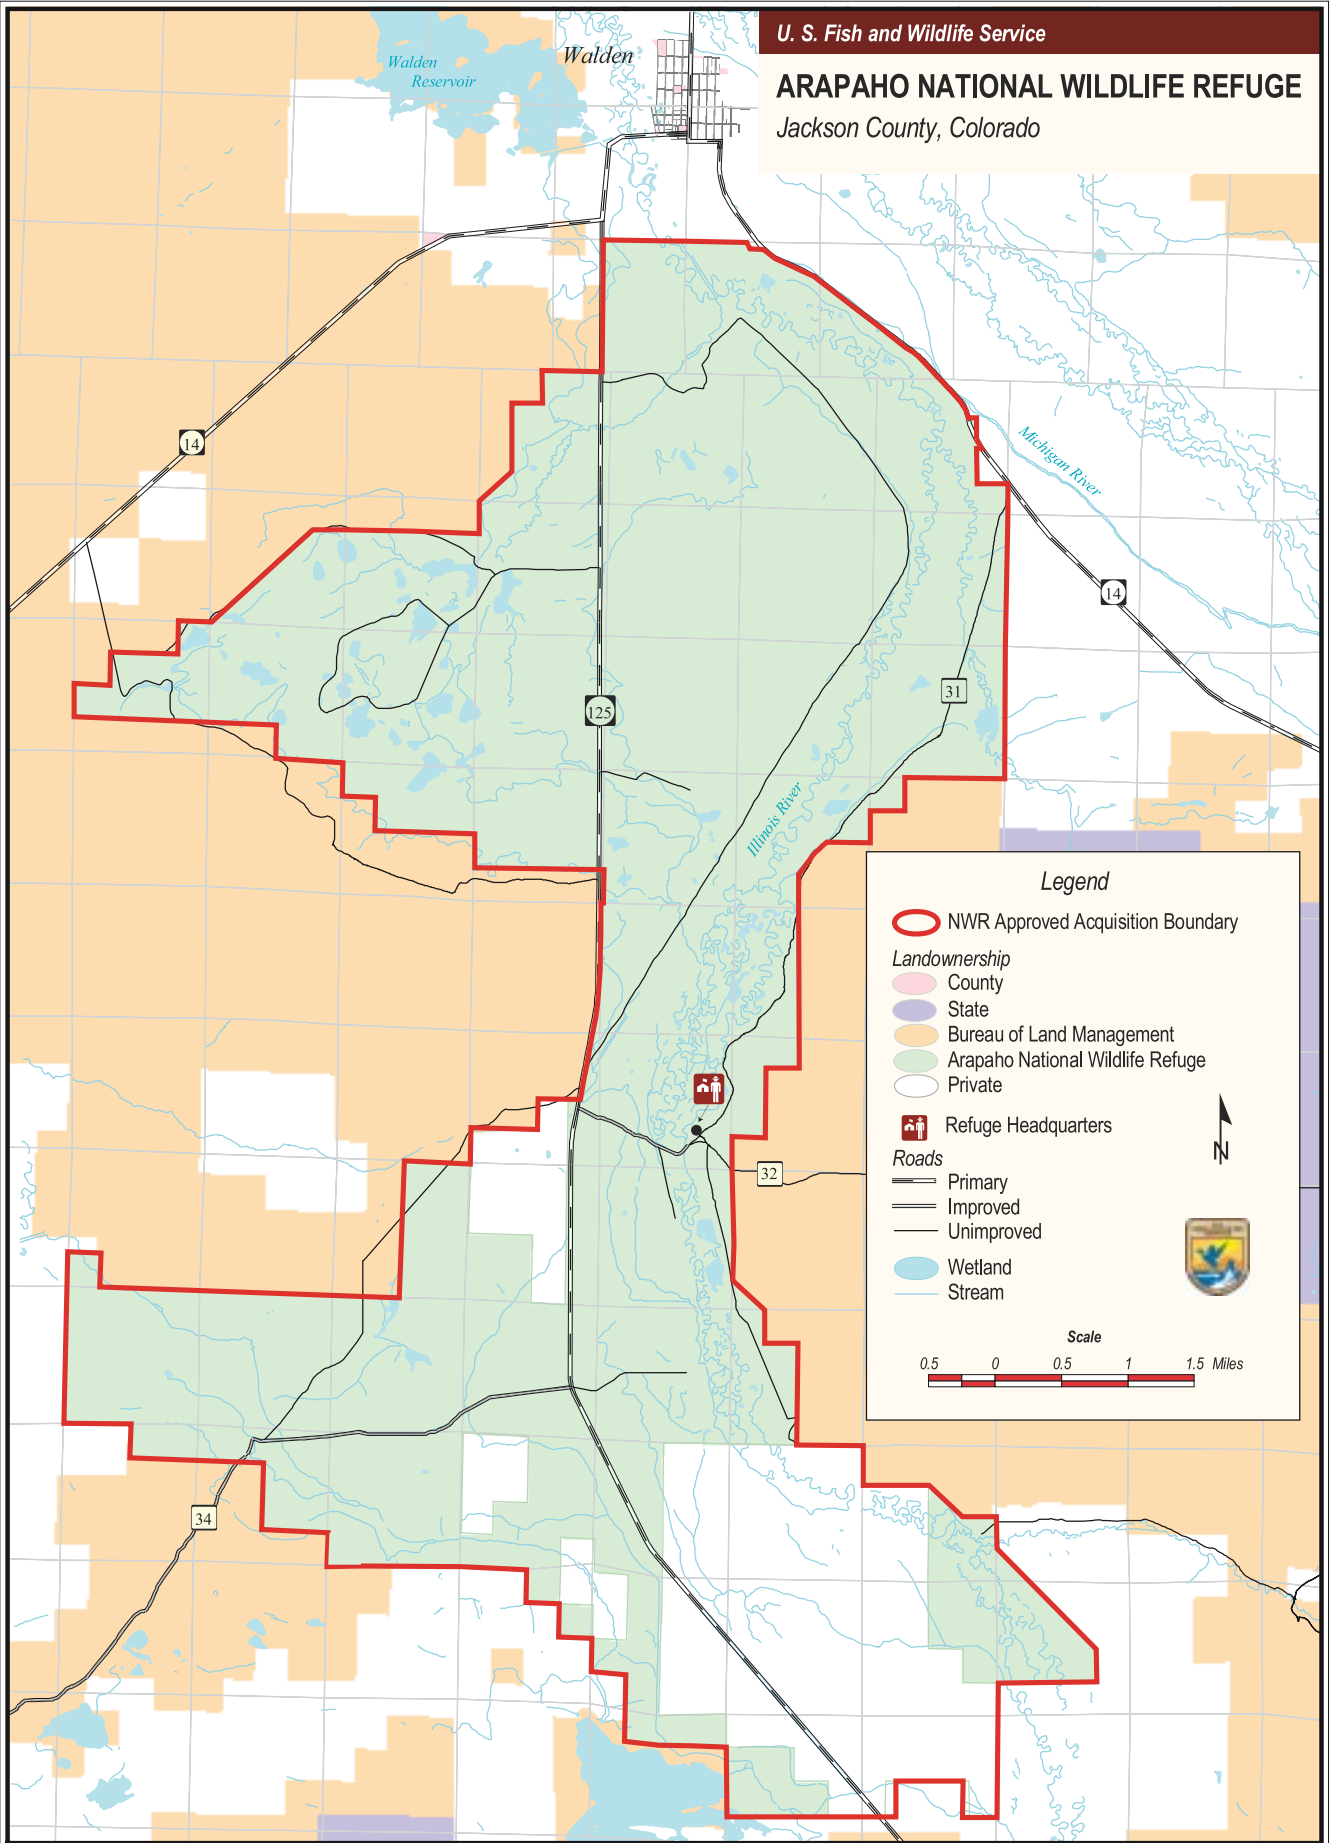 U. S. Fish and Wildlife Service
ARAPAHO NATIONAL WILDLIFE REFUGE
Jackson County, Colorado
Walden
Walden
Reservoir
14
Michigan River
14
31
125
Illinois River
32
34
Legend
NWR Approved Acquisition Boundary
Landownership
County
State
Bureau of Land Management
Arapaho National Wildlife Refuge
Private
Refuge Headquarters
N
Roads
Primary
Improved
Unimproved
Wetland
Stream
Scale
0.5 0 0.5 1 1.5 Miles